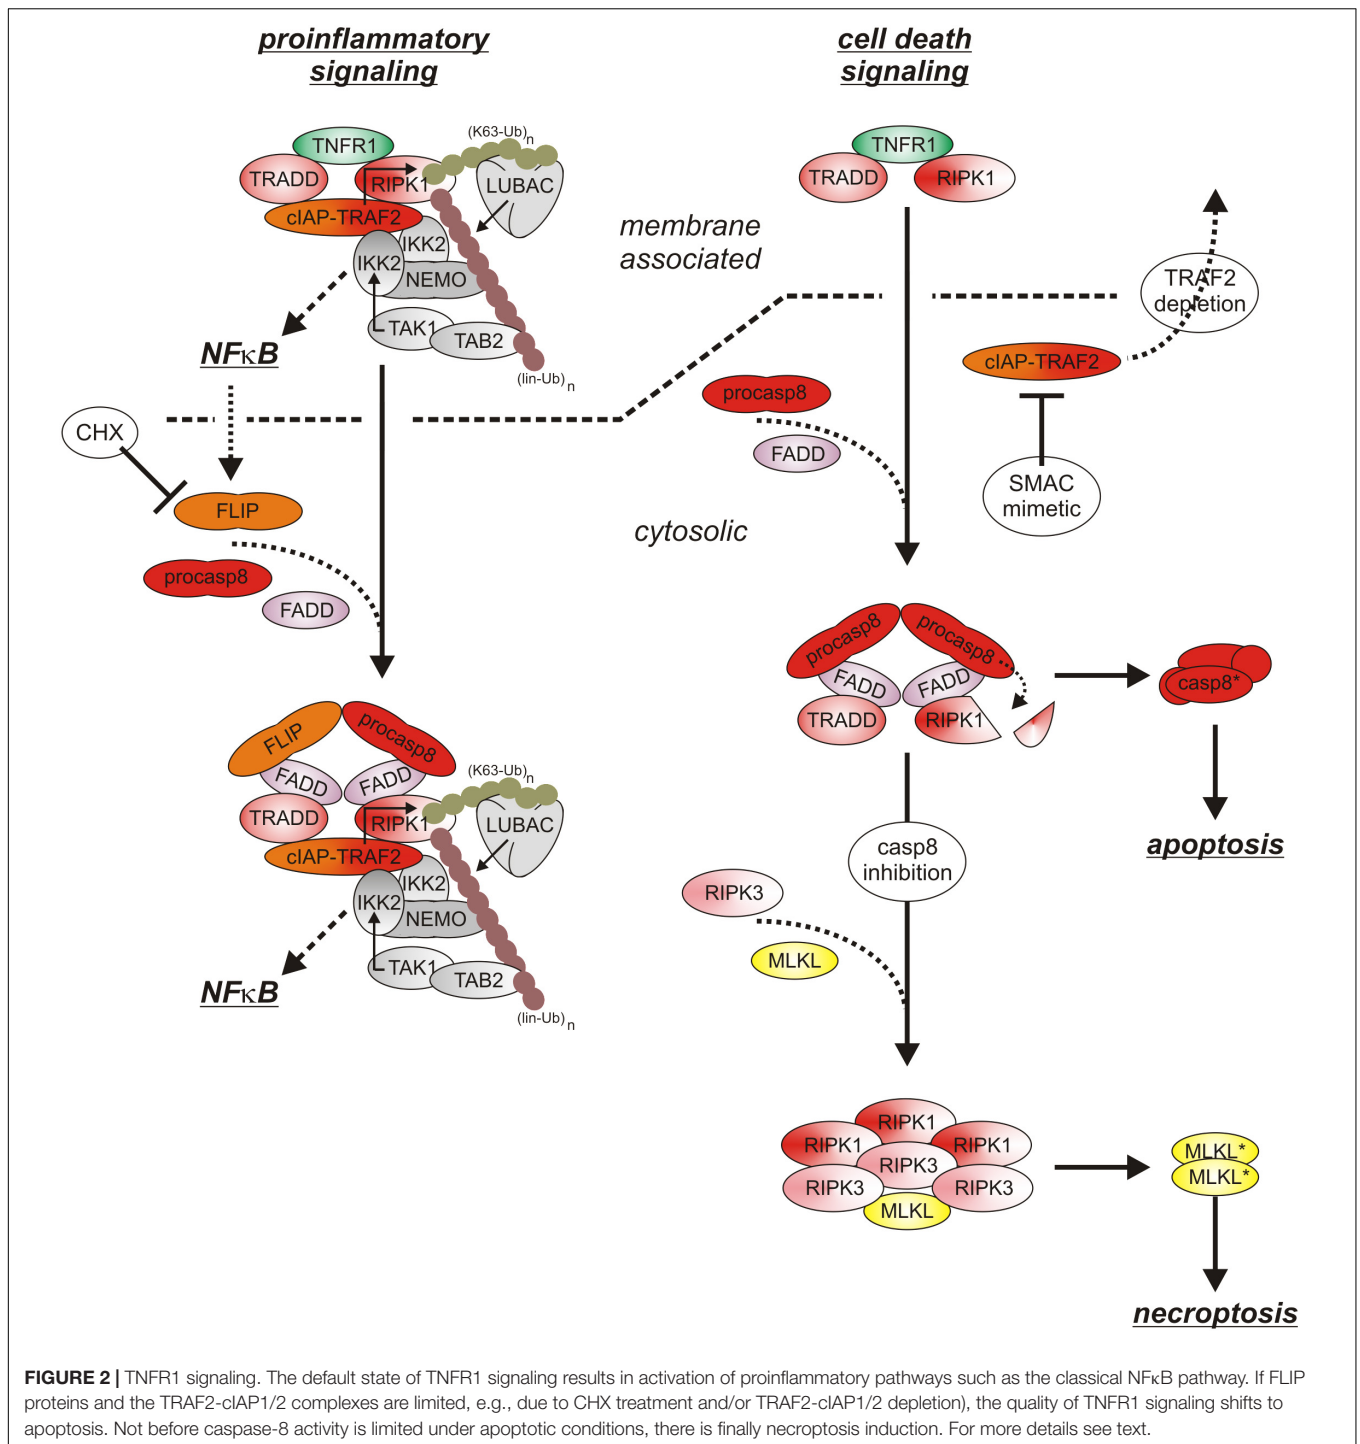 proinflammatory
signaling
TNFR1
TRADD
RIPK1
(K63-Ub)n
LUBAC
cIAP-TRAF2
IKK2
IKK2
NEMO
TAK1
TAB2
(lin-Ub)n
NFκB
CHX
FLIP
procasp8
FADD
FLIP
procasp8
FADD
FADD
TRADD
RIPK1
(K63-Ub)n
LUBAC
cIAP-TRAF2
IKK2
IKK2
NEMO
TAK1
TAB2
(lin-Ub)n
NFκB
membrane
associated
cytosolic
cell death
signaling
TNFR1
TRADD
RIPK1
TRAF2
depletion
cIAP-TRAF2
SMAC
mimetic
procasp8
FADD
procasp8
procasp8
FADD
FADD
TRADD
RIPK1
casp8*
apoptosis
casp8
inhibition
RIPK3
MLKL
RIPK1
RIPK1
RIPK1
RIPK3
RIPK3
RIPK3
MLKL
MLKL*
MLKL*
necroptosis
FIGURE 2 | TNFR1 signaling. The default state of TNFR1 signaling results in activation of proinflammatory pathways such as the classical NFκB pathway. If FLIP
proteins and the TRAF2-cIAP1/2 complexes are limited, e.g., due to CHX treatment and/or TRAF2-cIAP1/2 depletion), the quality of TNFR1 signaling shifts to
apoptosis. Not before caspase-8 activity is limited under apoptotic conditions, there is finally necroptosis induction. For more details see text.